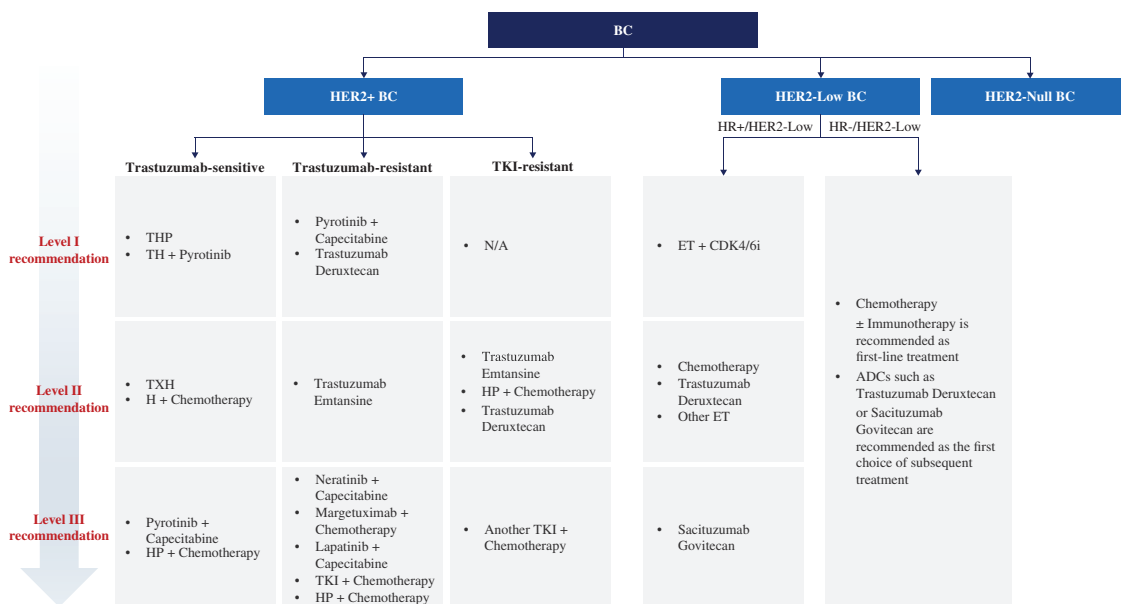 BC
HER2+ BC
HER2-Low BC
HER2-Null BC
HR+/HER2-Low
HR-/HER2-Low
Trastuzumab-sensitive
Trastuzumab-resistant
TKI-resistant
Level I
recommendation
• THP
• TH + Pyrotinib
• Pyrotinib +
Capecitabine
• Trastuzumab
Deruxtecan
• N/A
• ET + CDK4/6i
• Chemotherapy
± Immunotherapy is
recommended as
first-line treatment
• ADCs such as
Trastuzumab Deruxtecan
or Sacituzumab
Govitecan are
recommended as the first
choice of subsequent
treatment
Level II
recommendation
• TXH
• H + Chemotherapy
• Trastuzumab
Emtansine
• Trastuzumab
Emtansine
• HP + Chemotherapy
• Trastuzumab
Deruxtecan
• Chemotherapy
• Trastuzumab
Deruxtecan
• Other ET
Level III
recommendation
• Pyrotinib +
Capecitabine
• HP + Chemotherapy
• Neratinib +
Capecitabine
• Margetuximab +
Chemotherapy
• Lapatinib +
Capecitabine
• TKI + Chemotherapy
• HP + Chemotherapy
• Another TKI +
Chemotherapy
• Sacituzumab
Govitecan